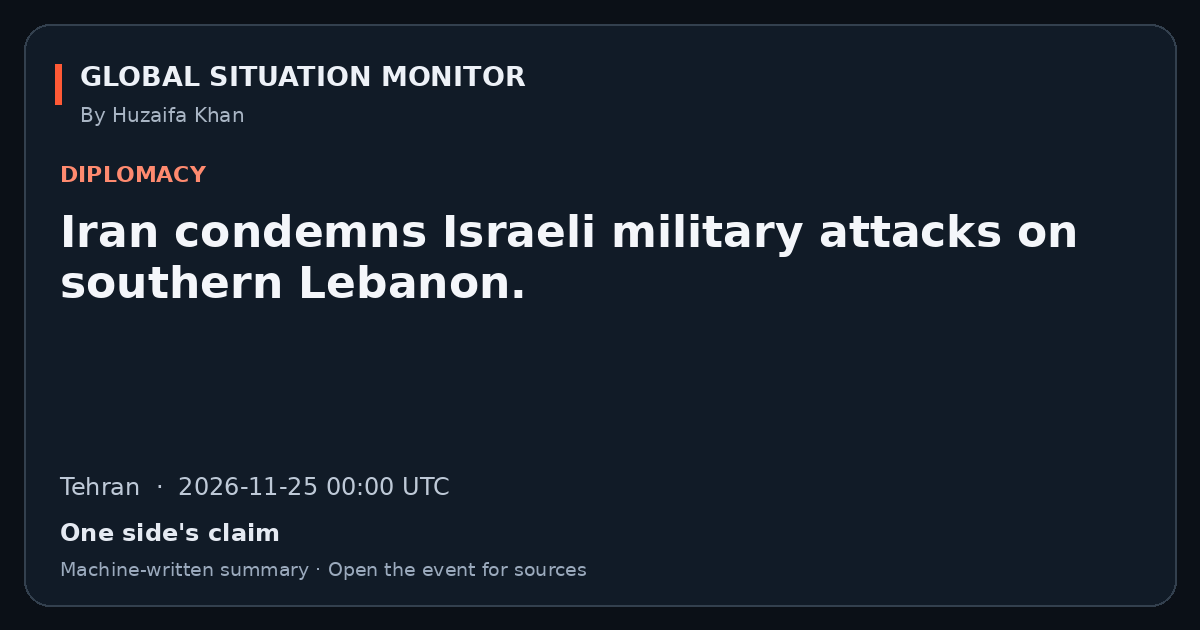 GLOBAL SITUATION MONITOR
By Huzaifa Khan
DIPLOMACY
Iran condemns Israeli military attacks on
southern Lebanon.
Tehran · 2026-11-25 00:00 UTC
One side's claim
Machine-written summary · Open the event for sources